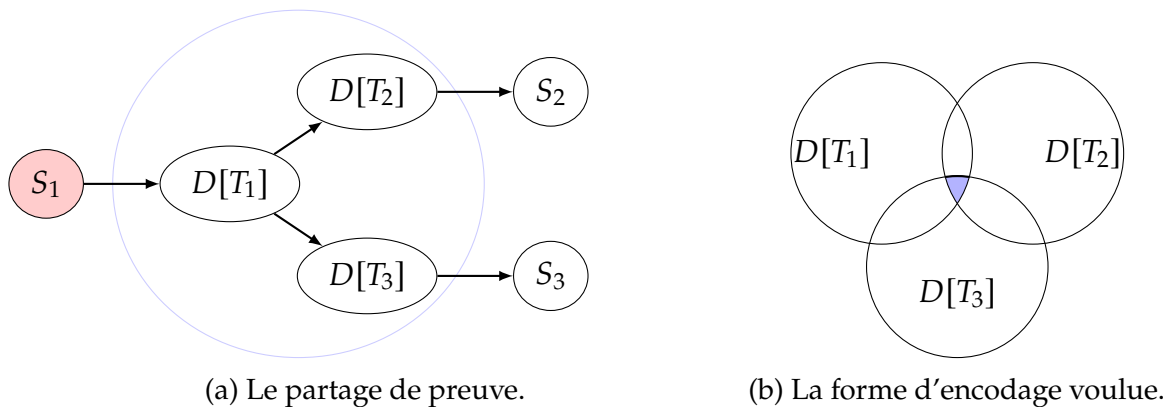 S₁
D[T₁]
D[T₂]
D[T₃]
S₂
S₃
(a) Le partage de preuve.
D[T₁]
D[T₂]
D[T₃]
(b) La forme d'encodage voulue.